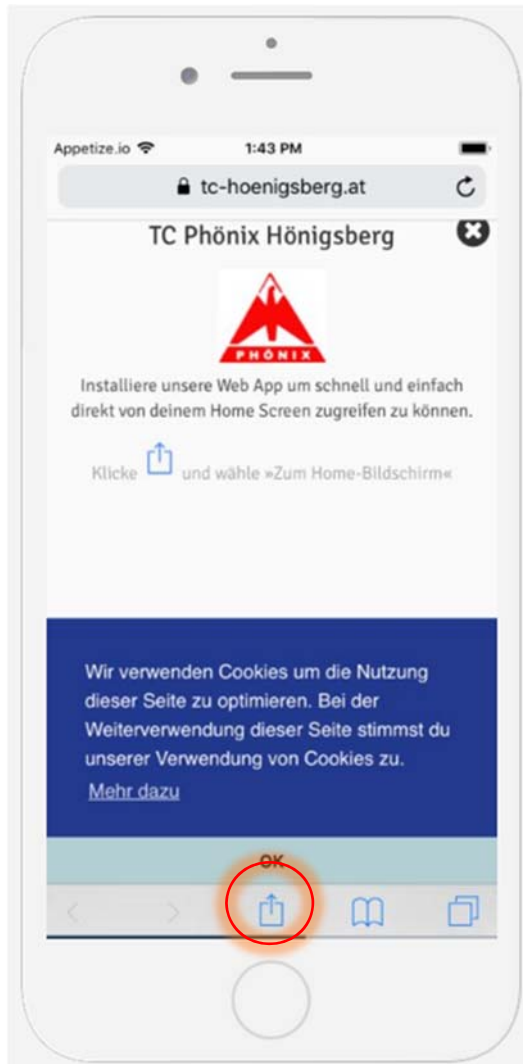 Appetize.io 1:43 PM
tc-hoenigsberg.at
TC Phönix Hönigsberg
PHÖNIX
Installiere unsere Web App um schnell und einfach
direkt von deinem Home Screen zugreifen zu können.
Klicke und wähle »Zum Home-Bildschirm«
Wir verwenden Cookies um die Nutzung
dieser Seite zu optimieren. Bei der
Weiterverwendung dieser Seite stimmst du
unserer Verwendung von Cookies zu.
Mehr dazu
OK